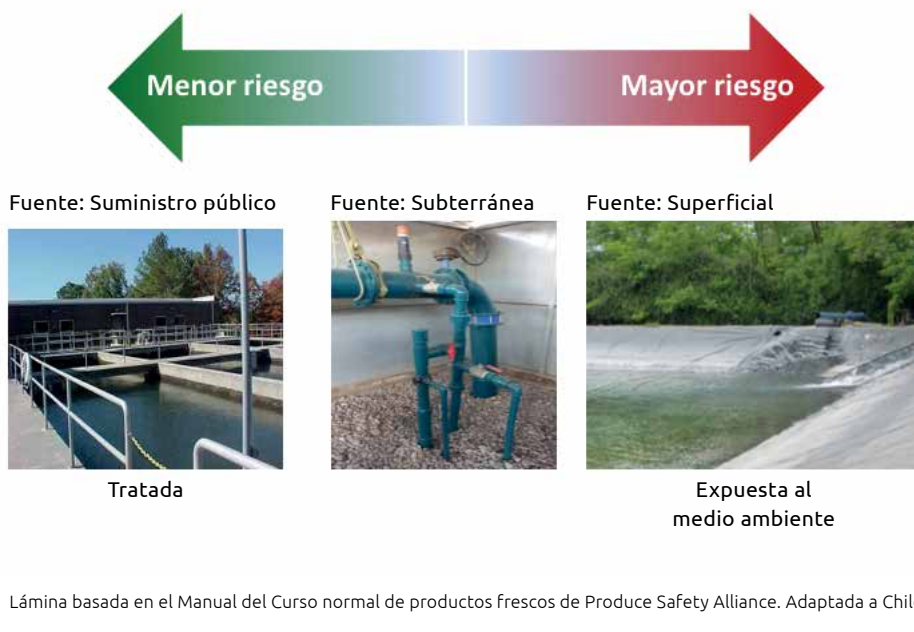 Menor riesgo
Mayor riesgo
Fuente: Suministro público
Fuente: Subterránea
Fuente: Superficial
Tratada
Expuesta al
medio ambiente
Lámina basada en el Manual del Curso normal de productos frescos de Produce Safety Alliance. Adaptada a Chil